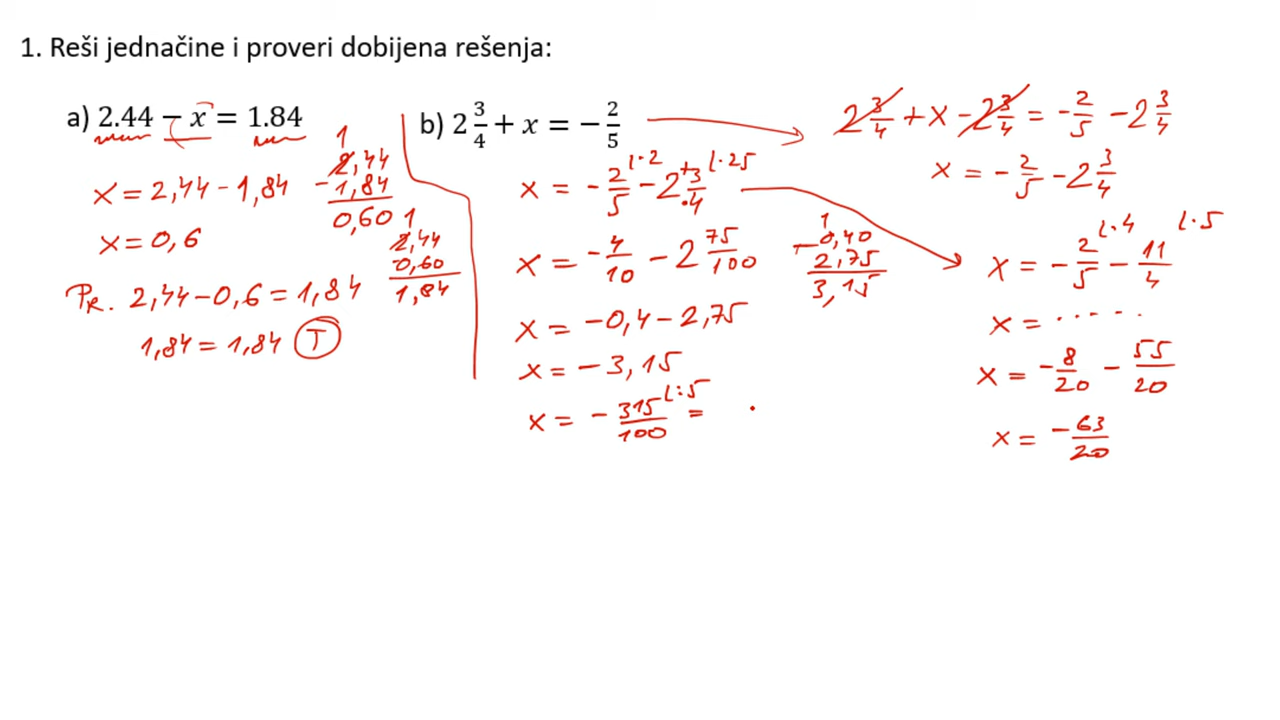 1. Reši jednačine i proveri dobijena rešenja:
a) 2.44 − x = 1.84
x = 2,44 - 1,84
x = 0,6
Pr. 2,44 - 0,6 = 1,84
1,84 = 1,84 T
1
2,44
- 1,84
0,60
1
2,44
0,60
1,84
b) 2 3/4 + x = − 2/5
x = - 2/5 - 2 3/4
x = - 4/10 - 2 75/100
x = -0,4 - 2,75
x = - 3,15
x = - 315/100 =
1
0,40
2,75
3,15
2 3/4 + x - 2 3/4 = - 2/5 - 2 3/4
x = - 2/5 - 2 3/4
x = - 2/5 - 11/4
x = . . . . .
x = - 8/20 - 55/20
x = - 63/20